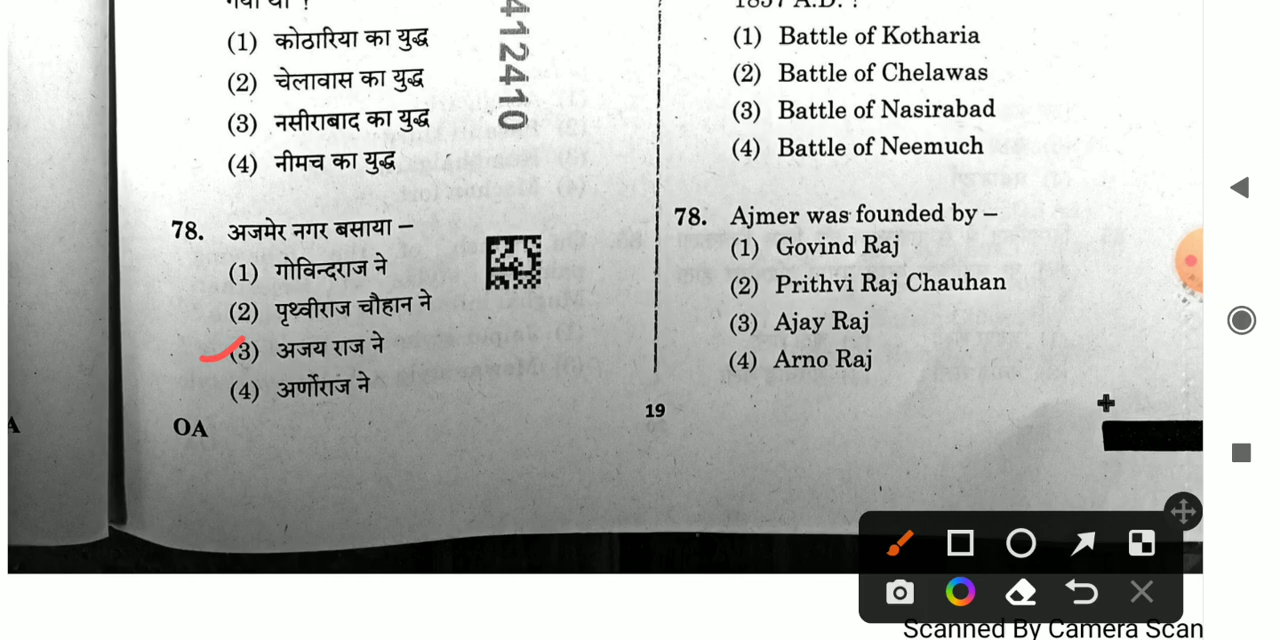 (1) कोठारिया का युद्ध
(2) चेलावास का युद्ध
(3) नसीराबाद का युद्ध
(4) नीमच का युद्ध
78. अजमेर नगर बसाया –
(1) गोविन्दराज ने
(2) पृथ्वीराज चौहान ने
(3) अजय राज ने
(4) अर्णोराज ने
OA
412410
1857 A.D. ?
(1) Battle of Kotharia
(2) Battle of Chelawas
(3) Battle of Nasirabad
(4) Battle of Neemuch
78. Ajmer was founded by –
(1) Govind Raj
(2) Prithvi Raj Chauhan
(3) Ajay Raj
(4) Arno Raj
19
A
Scanned By Camera Scan